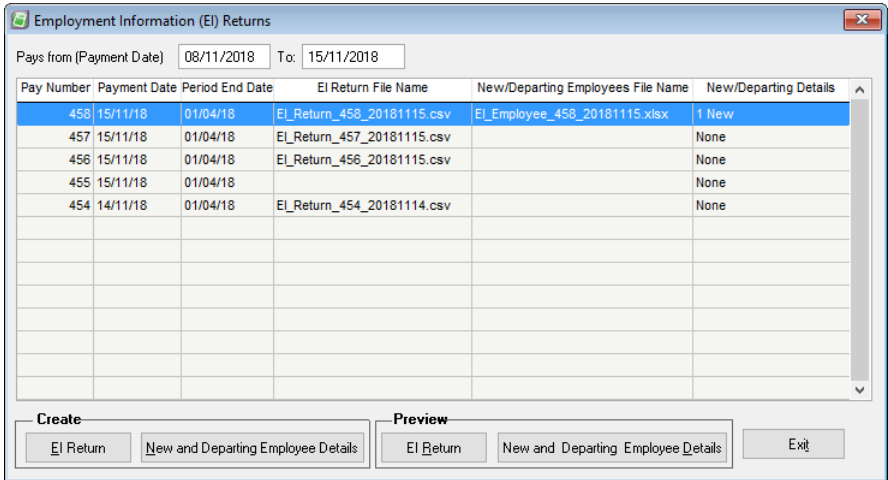 Employment Information (EI) Returns
Pays from (Payment Date) 08/11/2018 To: 15/11/2018
Pay Number Payment Date Period End Date EI Return File Name New/Departing Employees File Name New/Departing Details
458 15/11/18 01/04/18 EI_Return_458_20181115.csv EI_Employee_458_20181115.xlsx 1 New
457 15/11/18 01/04/18 EI_Return_457_20181115.csv None
456 15/11/18 01/04/18 EI_Return_456_20181115.csv None
455 15/11/18 01/04/18 None
454 14/11/18 01/04/18 EI_Return_454_20181114.csv None
Create Preview
EI Return New and Departing Employee Details EI Return New and Departing Employee Details Exit